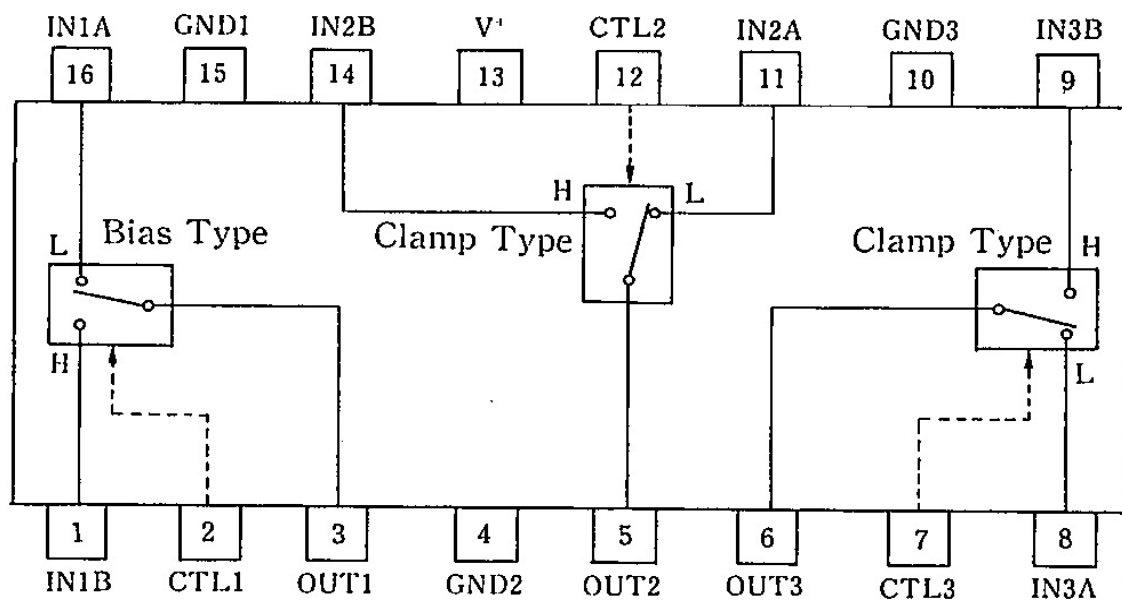 IN1A GND1 IN2B V+ CTL2 IN2A GND3 IN3B
16 15 14 13 12 11 10 9
H L
L Bias Type Clamp Type Clamp Type H
H L
1 2 3 4 5 6 7 8
IN1B CTL1 OUT1 GND2 OUT2 OUT3 CTL3 IN3A